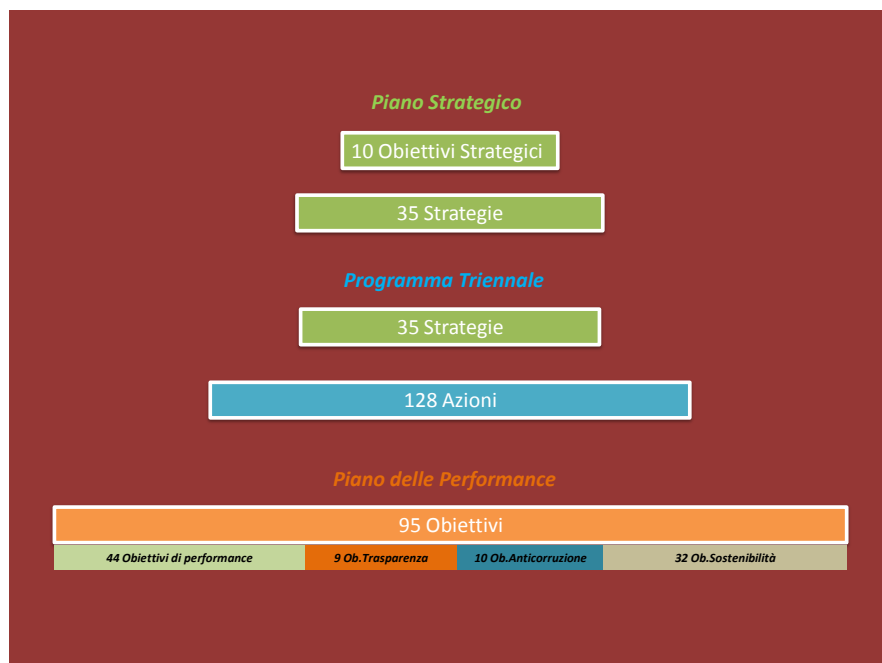 Piano Strategico
10 Obiettivi Strategici
35 Strategie
Programma Triennale
35 Strategie
128 Azioni
Piano delle Performance
95 Obiettivi
44 Obiettivi di performance 9 Ob.Trasparenza 10 Ob.Anticorruzione 32 Ob.Sostenibilità